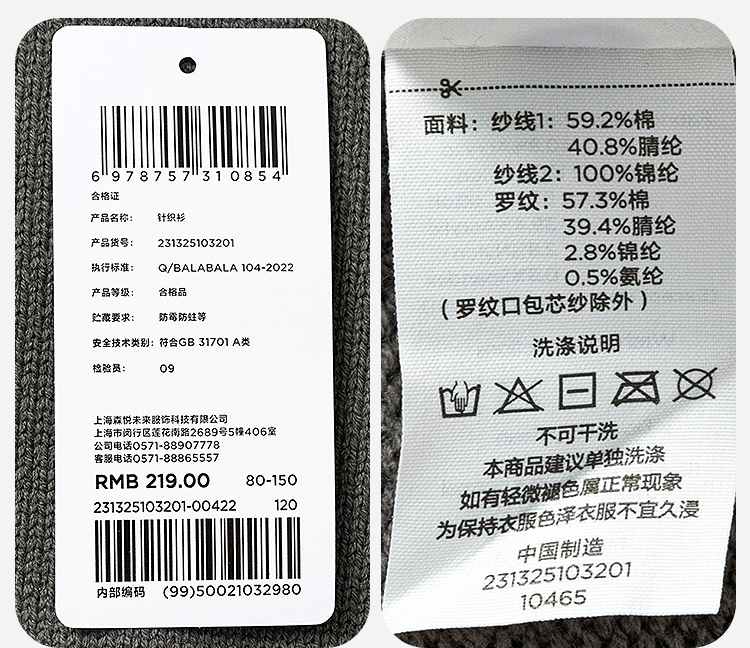 6 978757 310854
合格证
产品名称: 针织衫
产品货号: 231325103201
执行标准: Q/BALABALA 104-2022
产品等级: 合格品
贮藏要求: 防霉防蛀等
安全技术类别: 符合GB 31701 A类
检验员: 09
上海森悦未来服饰科技有限公司
上海市闵行区莲花南路2689号5幢406室
公司电话0571-88907778
客服电话0571-88865557
RMB 219.00 80-150
231325103201-00422 120
内部编码 (99)50021032980
面料: 纱线1: 59.2%棉
40.8%腈纶
纱线2: 100%锦纶
罗纹: 57.3%棉
39.4%腈纶
2.8%锦纶
0.5%氨纶
(罗纹口包芯纱除外)
洗涤说明
不可干洗
本商品建议单独洗涤
如有轻微褪色属正常现象
为保持衣服色泽衣服不宜久浸
中国制造
231325103201
10465